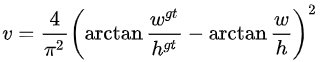 v = \frac{4}{\pi^2} \left( \arctan \frac{w^{gt}}{h^{gt}} - \arctan \frac{w}{h} \right)^2